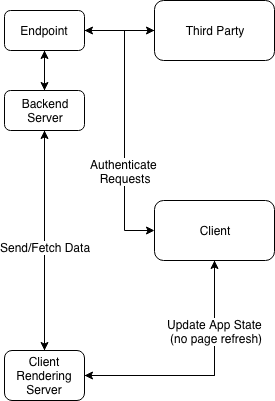 Endpoint
Third Party
Backend
Server
Authenticate
Requests
Client
Send/Fetch Data
Update App State
(no page refresh)
Client
Rendering
Server